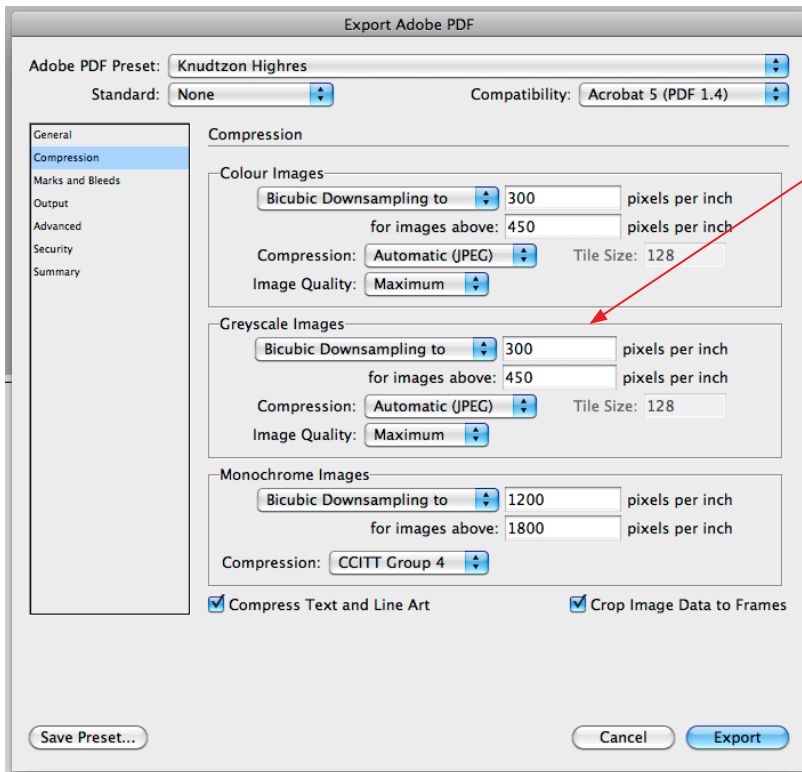 Export Adobe PDF
Adobe PDF Preset: Knudtzon Highres
Standard: None Compatibility: Acrobat 5 (PDF 1.4)
General
Compression
Marks and Bleeds
Output
Advanced
Security
Summary
Compression
Colour Images
Bicubic Downsampling to 300 pixels per inch
for images above: 450 pixels per inch
Compression: Automatic (JPEG) Tile Size: 128
Image Quality: Maximum
Greyscale Images
Bicubic Downsampling to 300 pixels per inch
for images above: 450 pixels per inch
Compression: Automatic (JPEG) Tile Size: 128
Image Quality: Maximum
Monochrome Images
Bicubic Downsampling to 1200 pixels per inch
for images above: 1800 pixels per inch
Compression: CCITT Group 4
Compress Text and Line Art Crop Image Data to Frames
Save Preset... Cancel Export